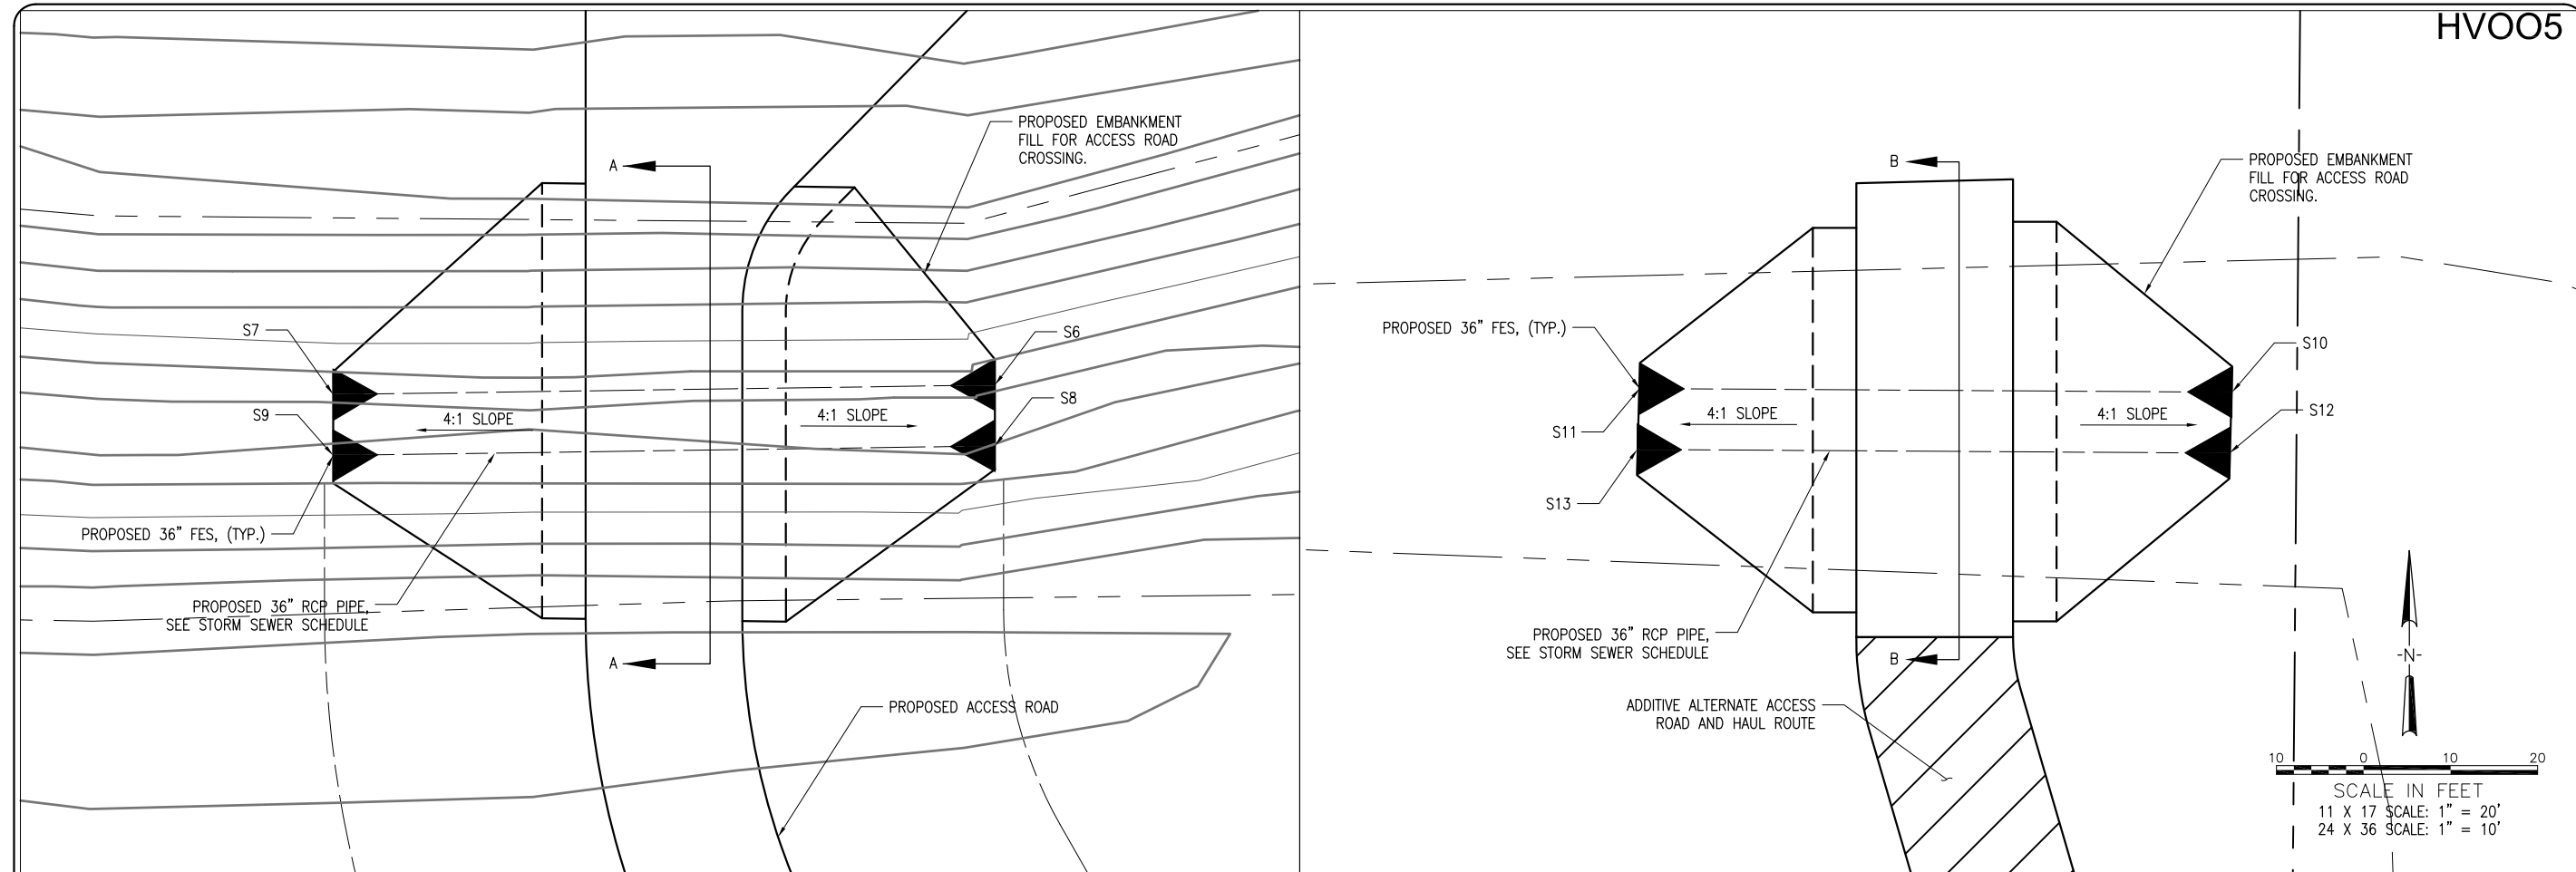 HVOO5
A
PROPOSED EMBANKMENT
FILL FOR ACCESS ROAD
CROSSING.
S7
S6
S9
4:1 SLOPE
4:1 SLOPE
S8
PROPOSED 36" FES, (TYP.)
PROPOSED 36" RCP PIPE,
SEE STORM SEWER SCHEDULE
A
PROPOSED ACCESS ROAD
B
PROPOSED EMBANKMENT
FILL FOR ACCESS ROAD
CROSSING.
PROPOSED 36" FES, (TYP.)
S10
S11
4:1 SLOPE
4:1 SLOPE
S12
S13
PROPOSED 36" RCP PIPE,
SEE STORM SEWER SCHEDULE
B
ADDITIVE ALTERNATE ACCESS
ROAD AND HAUL ROUTE
-N-
10 0 10 20
SCALE IN FEET
11 X 17 SCALE: 1" = 20'
24 X 36 SCALE: 1" = 10'